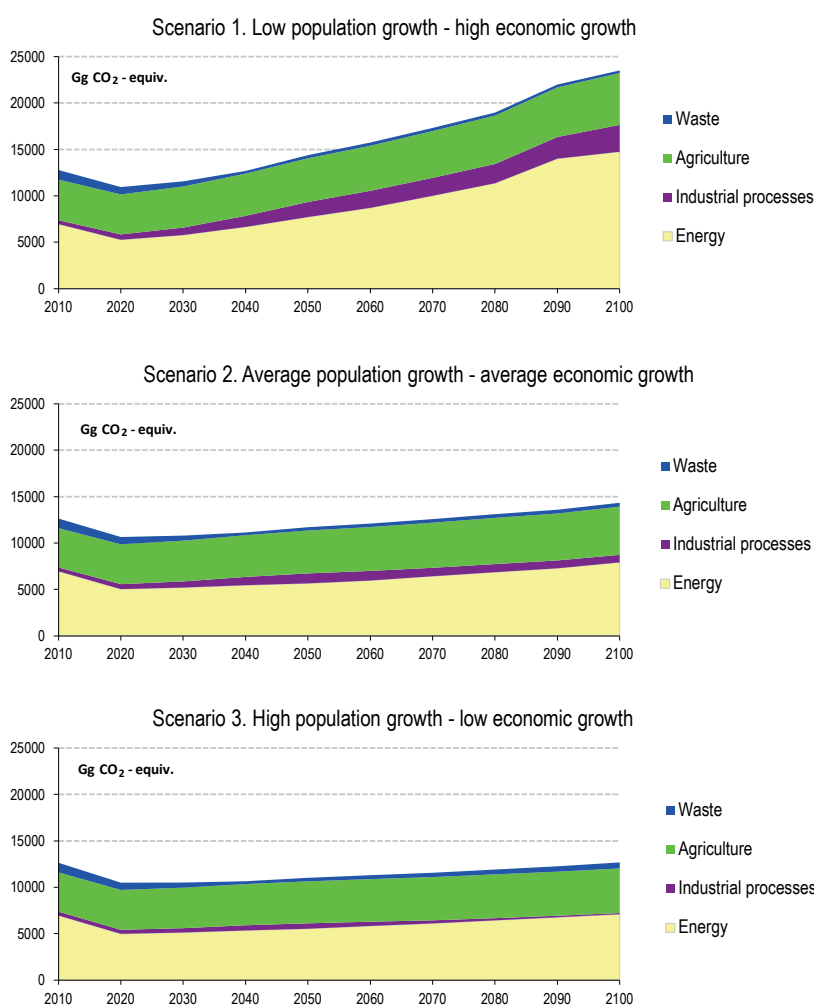 Scenario 1. Low population growth - high economic growth
25000
Gg CO2 - equiv.
20000
15000
10000
5000
0
2010 2020 2030 2040 2050 2060 2070 2080 2090 2100
Waste
Agriculture
Industrial processes
Energy
Scenario 2. Average population growth - average economic growth
25000
Gg CO2 - equiv.
20000
15000
10000
5000
0
2010 2020 2030 2040 2050 2060 2070 2080 2090 2100
Waste
Agriculture
Industrial processes
Energy
Scenario 3. High population growth - low economic growth
25000
Gg CO2 - equiv.
20000
15000
10000
5000
0
2010 2020 2030 2040 2050 2060 2070 2080 2090 2100
Waste
Agriculture
Industrial processes
Energy